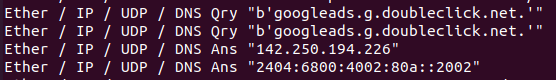 Ether / IP / UDP / DNS Qry "b'googleads.g.doubleclick.net.'"
Ether / IP / UDP / DNS Qry "b'googleads.g.doubleclick.net.'"
Ether / IP / UDP / DNS Ans "142.250.194.226"
Ether / IP / UDP / DNS Ans "2404:6800:4002:80a::2002"